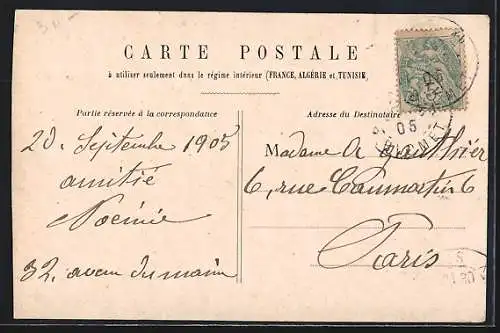 CARTE POSTALE
à utiliser seulement dans le régime intérieur (FRANCE, ALGÉRIE et TUNISIE)
Partie réservée à la correspondance
Adresse du Destinataire
20, Septembre 1905
amitié
Noémie
32, avenue du maine
Madame A Gauthier
6, rue Caumartin 6
Paris
05